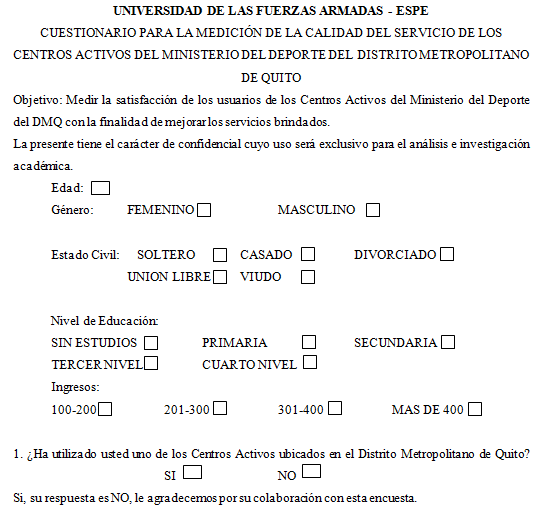 UNIVERSIDAD DE LAS FUERZAS ARMADAS - ESPE
CUESTIONARIO PARA LA MEDICIÓN DE LA CALIDAD DEL SERVICIO DE LOS
CENTROS ACTIVOS DEL MINISTERIO DEL DEPORTE DEL DISTRITO METROPOLITANO
DE QUITO
Objetivo: Medir la satisfacción de los usuarios de los Centros Activos del Ministerio del Deporte
del DMQ con la finalidad de mejorar los servicios brindados.
La presente tiene el carácter de confidencial cuyo uso será exclusivo para el análisis e investigación
académica.
Edad:
Género: FEMENINO MASCULINO
Estado Civil: SOLTERO CASADO DIVORCIADO
UNION LIBRE VIUDO
Nivel de Educación:
SIN ESTUDIOS PRIMARIA SECUNDARIA
TERCER NIVEL CUARTO NIVEL
Ingresos:
100-200 201-300 301-400 MAS DE 400
1. ¿Ha utilizado usted uno de los Centros Activos ubicados en el Distrito Metropolitano de Quito?
SI NO
Si, su respuesta es NO, le agradecemos por su colaboración con esta encuesta.